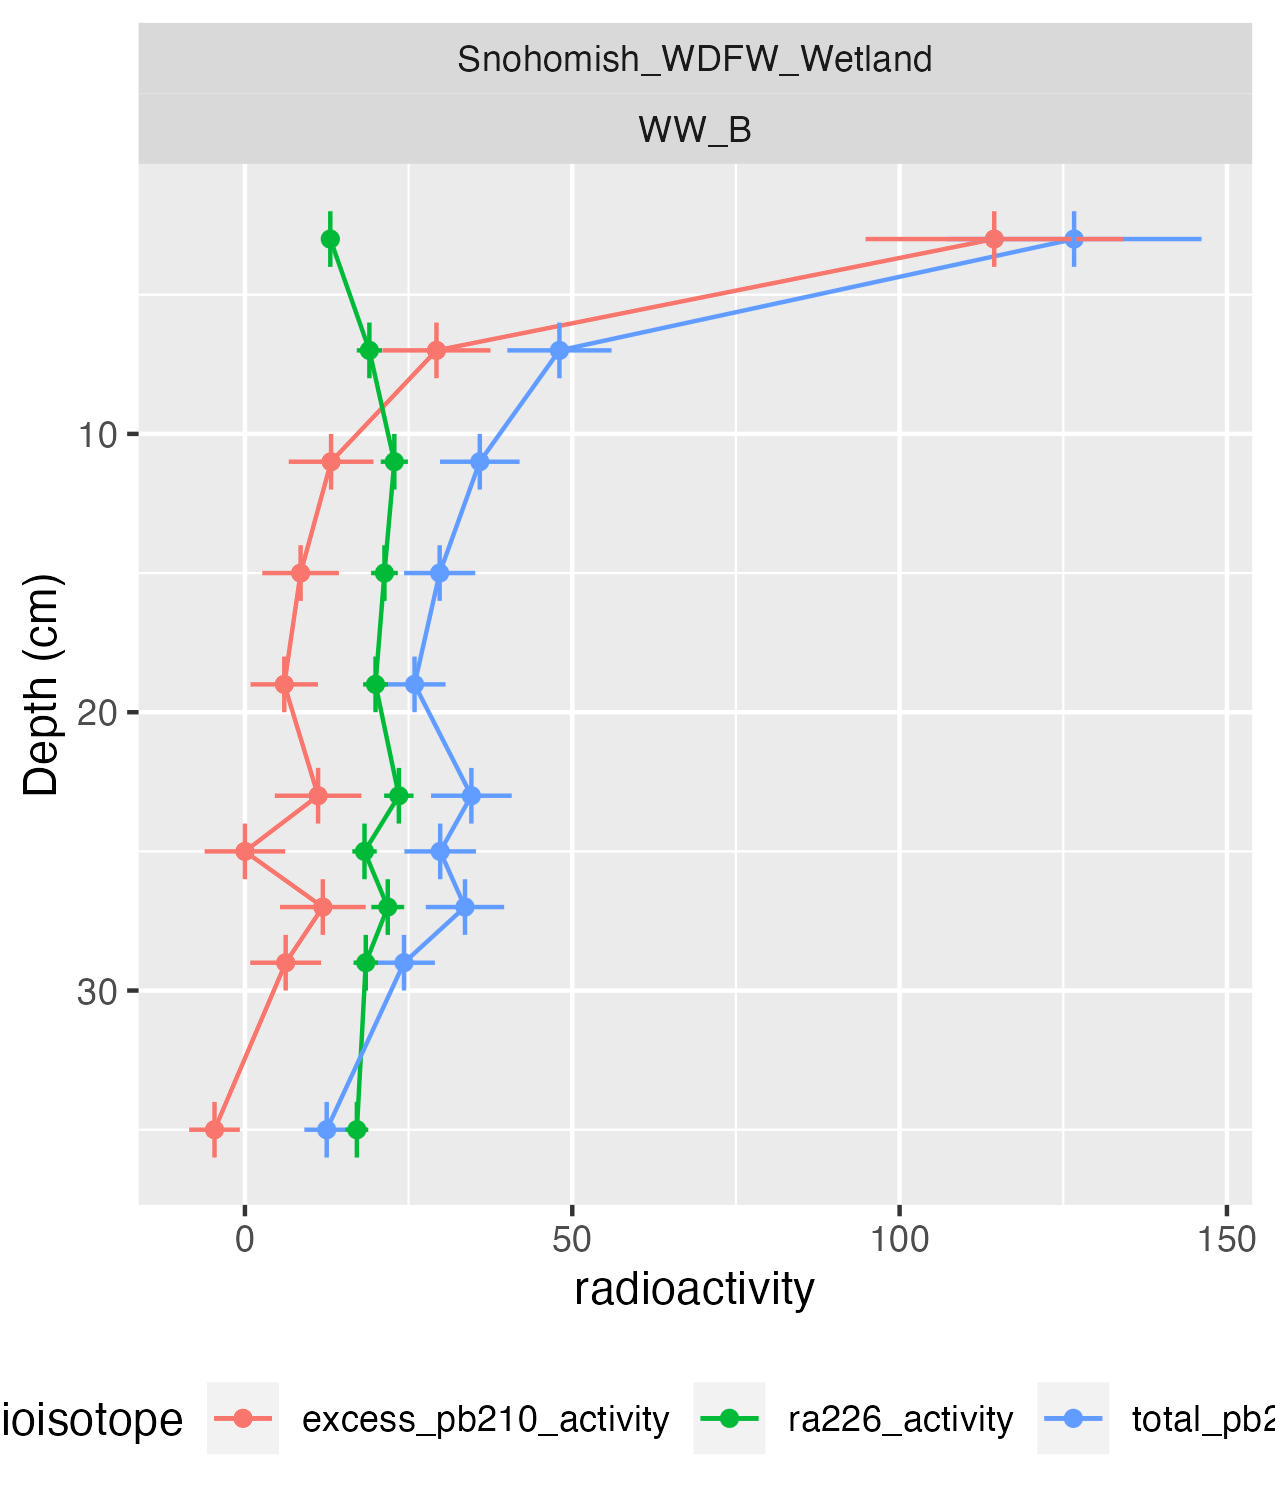 Snohomish_WDFW_Wetland
WW_B
10
20
30
Depth (cm)
0 50 100 150
radioactivity
ioisotope excess_pb210_activity ra226_activity total_pb2